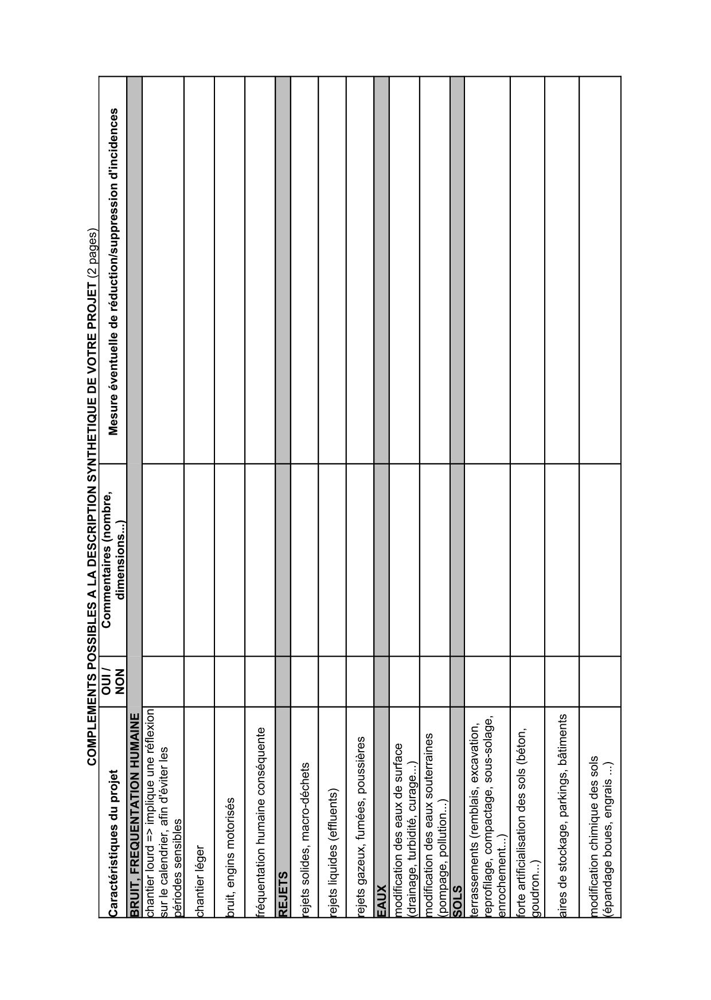 COMPLEMENTS POSSIBLES A LA DESCRIPTION SYNTHETIQUE DE VOTRE PROJET (2 pages)
Caractéristiques du projet
OUI /
NON
Commentaires (nombre,
dimensions...)
Mesure éventuelle de réduction/suppression d'incidences
BRUIT, FREQUENTATION HUMAINE
chantier lourd => implique une réflexion
sur le calendrier, afin d'éviter les
périodes sensibles
chantier léger
bruit, engins motorisés
fréquentation humaine conséquente
REJETS
rejets solides, macro-déchets
rejets liquides (effluents)
rejets gazeux, fumées, poussières
EAUX
modification des eaux de surface
(drainage, turbidité, curage...)
modification des eaux souterraines
(pompage, pollution...)
SOLS
terrassements (remblais, excavation,
reprofilage, compactage, sous-solage,
enrochement...)
forte artificialisation des sols (béton,
goudron...)
aires de stockage, parkings, bâtiments
modification chimique des sols
(épandage boues, engrais ...)